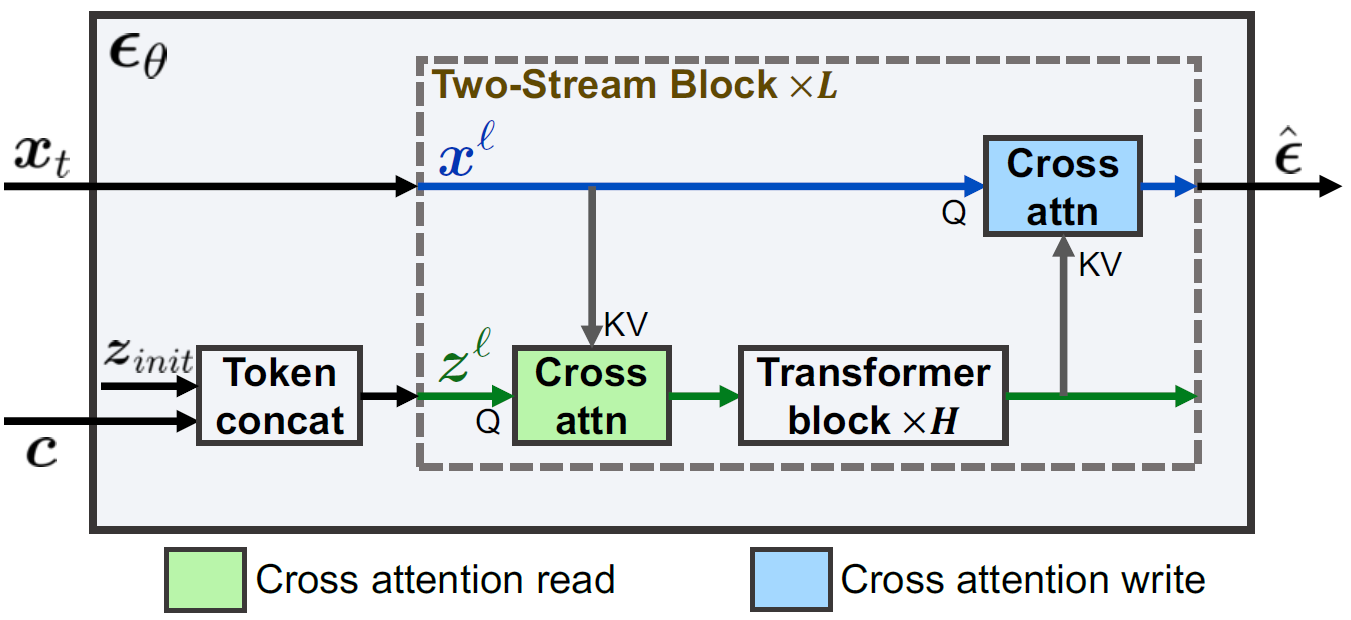 ϵθ
Two-Stream Block ×L
xt
xℓ
Cross
attn
ϵ̂
Q
KV
zinit
KV
zℓ
Token
concat
Cross
attn
Transformer
block ×H
Q
c
Cross attention read
Cross attention write